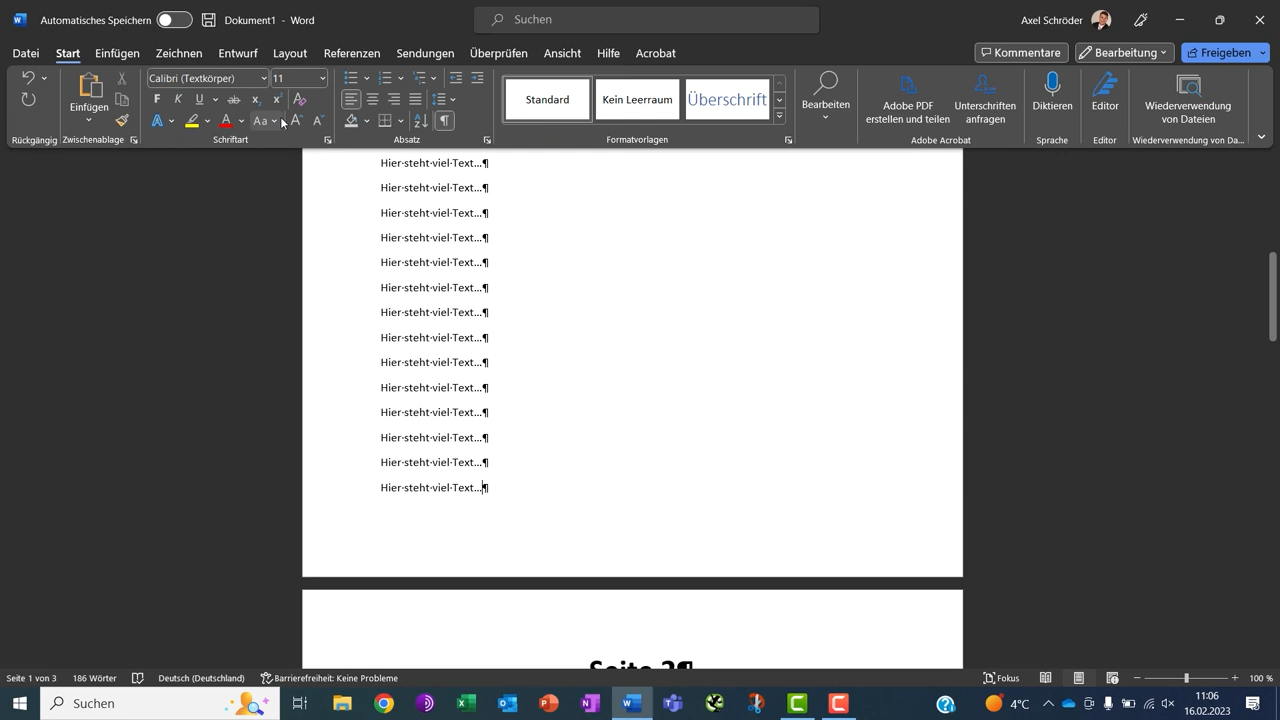 Automatisches Speichern Dokument1 - Word Suchen Axel Schröder
Datei Start Einfügen Zeichnen Entwurf Layout Referenzen Sendungen Überprüfen Ansicht Hilfe Acrobat Kommentare Bearbeitung Freigeben
Calibri (Textkörper) 11
Einfügen
F K U ab x₂ x² A
A A Aa A A
Standard Kein Leerraum Überschrift
Bearbeiten
Adobe PDF erstellen und teilen
Unterschriften anfragen
Diktieren
Editor
Wiederverwendung von Dateien
Rückgängig Zwischenablage Schriftart Absatz Formatvorlagen Adobe Acrobat Sprache Editor Wiederverwendung von Da...
Hier·steht·viel·Text...¶
Hier·steht·viel·Text...¶
Hier·steht·viel·Text...¶
Hier·steht·viel·Text...¶
Hier·steht·viel·Text...¶
Hier·steht·viel·Text...¶
Hier·steht·viel·Text...¶
Hier·steht·viel·Text...¶
Hier·steht·viel·Text...¶
Hier·steht·viel·Text...¶
Hier·steht·viel·Text...¶
Hier·steht·viel·Text...¶
Hier·steht·viel·Text...¶
Hier·steht·viel·Text...¶
Seite 1 von 3 186 Wörter Deutsch (Deutschland) Barrierefreiheit: Keine Probleme Fokus 100 %
Suchen 4°C 11:06
16.02.2023